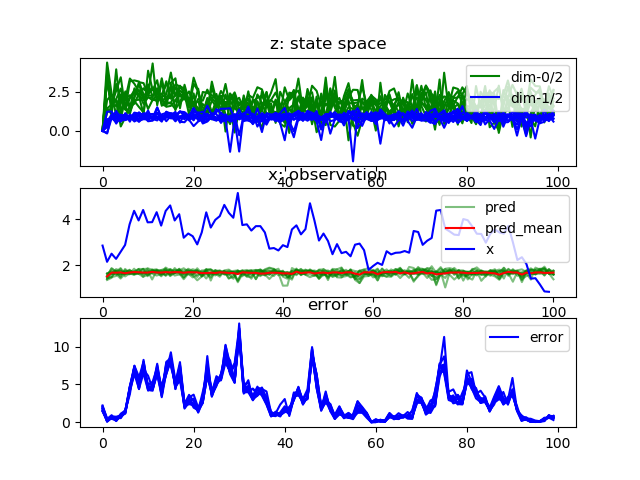 z: state space
2.5
0.0
dim-0/2
dim-1/2
0 20 40 60 80 100
x: observation
4
2
pred
pred_mean
x
0 20 40 60 80 100
error
10
5
0
error
0 20 40 60 80 100